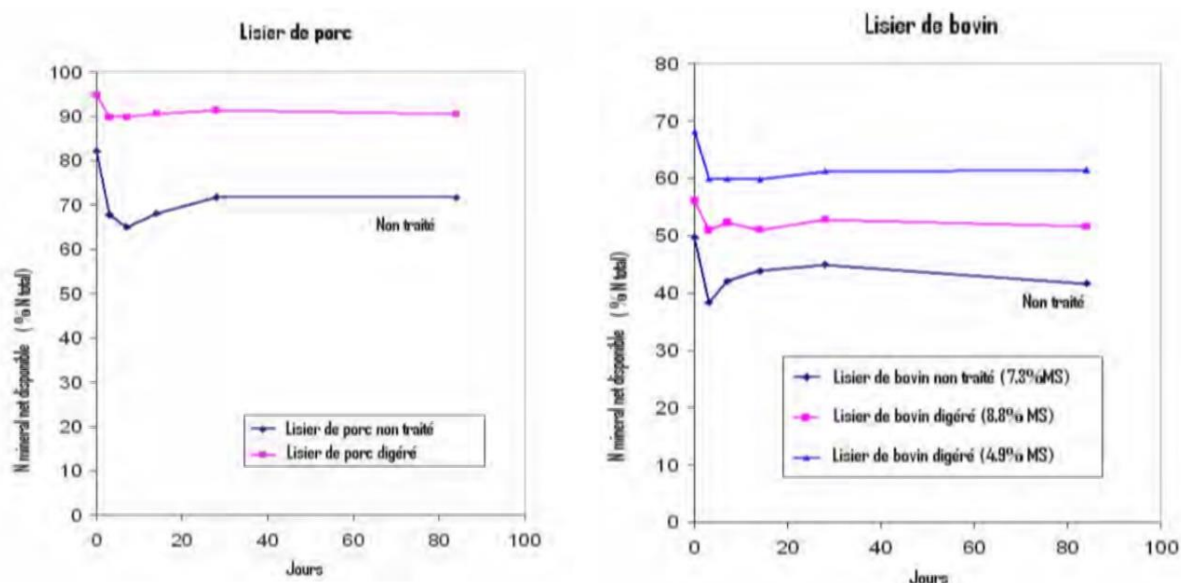 Lisier de porc
N mineral net disponible (%N total)
100
90
80
70
60
50
40
30
20
10
0
Non traité
Lisier de porc non traité
Lisier de porc digéré
0 20 40 60 80 100
Jours
Lisier de bovin
N mineral net disponible (%N total)
80
70
60
50
40
30
20
10
0
Non traité
Lisier de bovin non traité (7.3%MS)
Lisier de bovin digéré (8.8% MS)
Lisier de bovin digéré (4.9% MS)
0 20 40 60 80 100
Jours